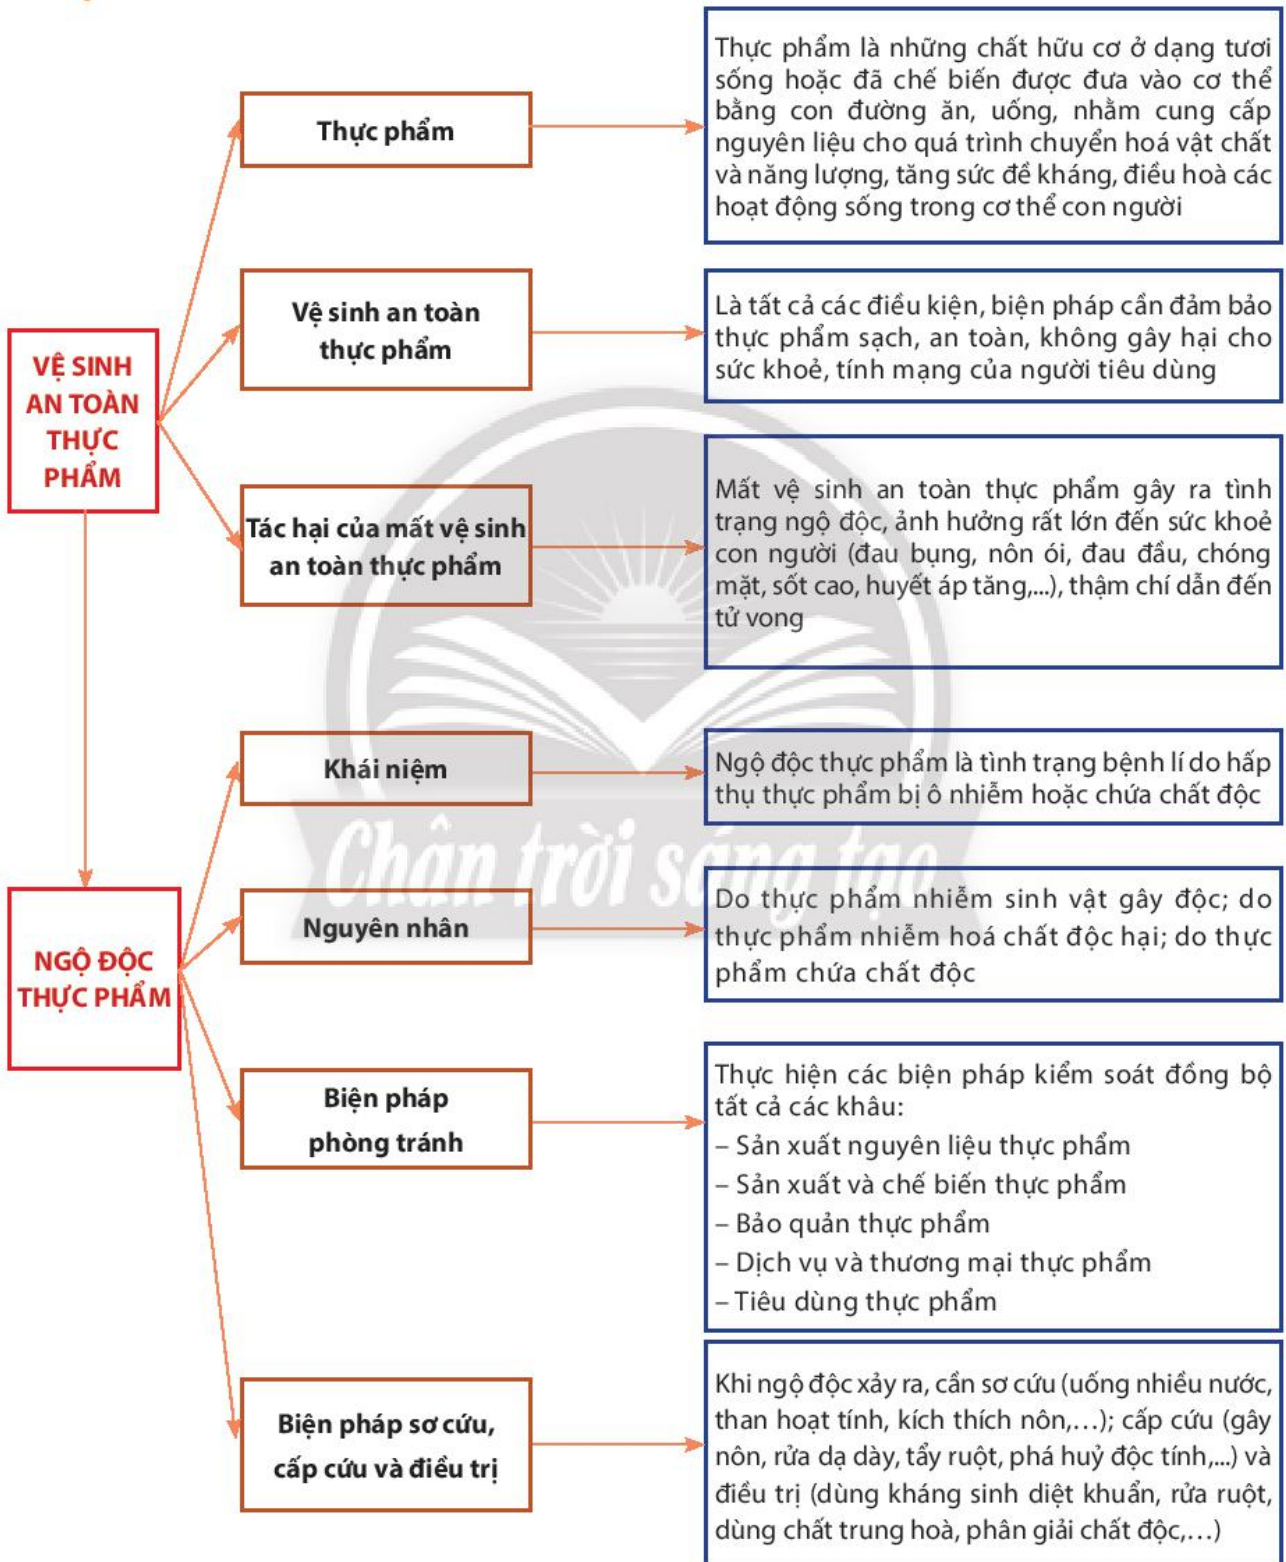 Thực phẩm
Thực phẩm là những chất hữu cơ ở dạng tươi
sống hoặc đã chế biến được đưa vào cơ thể
bằng con đường ăn, uống, nhằm cung cấp
nguyên liệu cho quá trình chuyển hoá vật chất
và năng lượng, tăng sức đề kháng, điều hoà các
hoạt động sống trong cơ thể con người
VỆ SINH
AN TOÀN
THỰC
PHẨM
Vệ sinh an toàn
thực phẩm
Là tất cả các điều kiện, biện pháp cần đảm bảo
thực phẩm sạch, an toàn, không gây hại cho
sức khoẻ, tính mạng của người tiêu dùng
Tác hại của mất vệ sinh
an toàn thực phẩm
Mất vệ sinh an toàn thực phẩm gây ra tình
trạng ngộ độc, ảnh hưởng rất lớn đến sức khoẻ
con người (đau bụng, nôn ói, đau đầu, chóng
mặt, sốt cao, huyết áp tăng,...), thậm chí dẫn đến
tử vong
Khái niệm
Ngộ độc thực phẩm là tình trạng bệnh lí do hấp
thụ thực phẩm bị ô nhiễm hoặc chứa chất độc
Chân trời sáng tạo
NGỘ ĐỘC
THỰC PHẨM
Nguyên nhân
Do thực phẩm nhiễm sinh vật gây độc; do
thực phẩm nhiễm hoá chất độc hại; do thực
phẩm chứa chất độc
Biện pháp
phòng tránh
Thực hiện các biện pháp kiểm soát đồng bộ
tất cả các khâu:
– Sản xuất nguyên liệu thực phẩm
– Sản xuất và chế biến thực phẩm
– Bảo quản thực phẩm
– Dịch vụ và thương mại thực phẩm
– Tiêu dùng thực phẩm
Biện pháp sơ cứu,
cấp cứu và điều trị
Khi ngộ độc xảy ra, cần sơ cứu (uống nhiều nước,
than hoạt tính, kích thích nôn,…); cấp cứu (gây
nôn, rửa dạ dày, tẩy ruột, phá huỷ độc tính,...) và
điều trị (dùng kháng sinh diệt khuẩn, rửa ruột,
dùng chất trung hoà, phân giải chất độc,…)